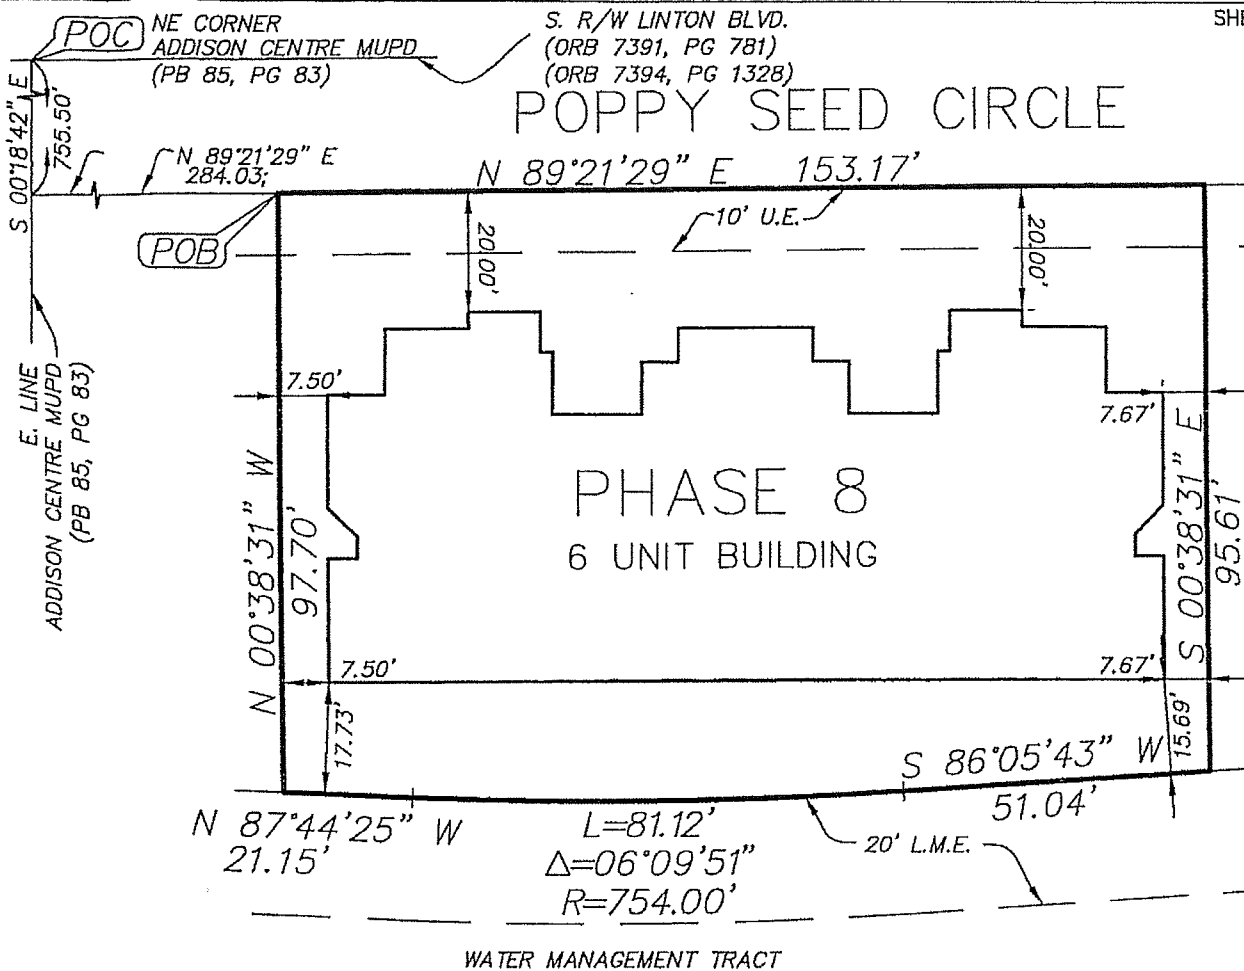 POC
NE CORNER
ADDISON CENTRE MUPD
(PB 85, PG 83)
S. R/W LINTON BLVD.
(ORB 7391, PG 781)
(ORB 7394, PG 1328)
SHE
POPPY SEED CIRCLE
S 00°18'42" E
755.50'
N 89°21'29" E
284.03;
N 89°21'29" E 153.17'
POB
10' U.E.
20.00'
20.00'
E. LINE
ADDISON CENTRE MUPD
(PB 85, PG 83)
7.50'
7.67'
N 00°38'31" W
97.70'
PHASE 8
6 UNIT BUILDING
S 00°38'31" E
95.61'
7.50'
7.67'
17.73'
15.69'
S 86°05'43" W
51.04'
N 87°44'25" W
21.15'
L=81.12'
Δ=06°09'51"
R=754.00'
20' L.M.E.
WATER MANAGEMENT TRACT